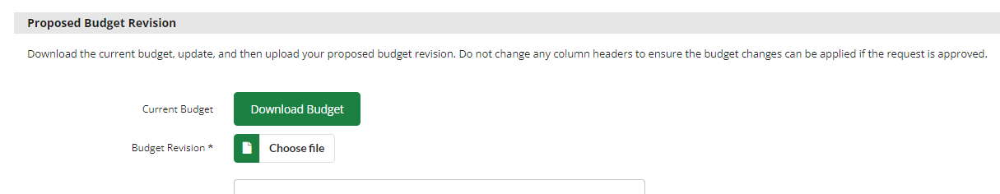 Proposed Budget Revision
Download the current budget, update, and then upload your proposed budget revision. Do not change any column headers to ensure the budget changes can be applied if the request is approved.
Current Budget Download Budget
Budget Revision * Choose file